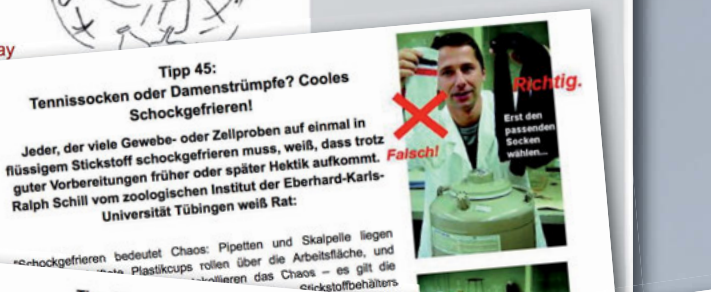 ay
Tipp 45:
Tennissocken oder Damenstrümpfe? Cooles
Schockgefrieren!
Jeder, der viele Gewebe- oder Zellproben auf einmal in
flüssigem Stickstoff schockgefrieren muss, weiß, dass trotz
guter Vorbereitungen früher oder später Hektik aufkommt.
Ralph Schill vom zoologischen Institut der Eberhard-Karls-
Universität Tübingen weiß Rat:
"Schockgefrieren bedeutet Chaos: Pipetten und Skalpelle liegen
Plastikcups rollen über die Arbeitsfläche, und
das Chaos – es gilt die
Stickstoffbehälters
Richtig.
Erst den
passenden
Socken
wählen...
Falsch!